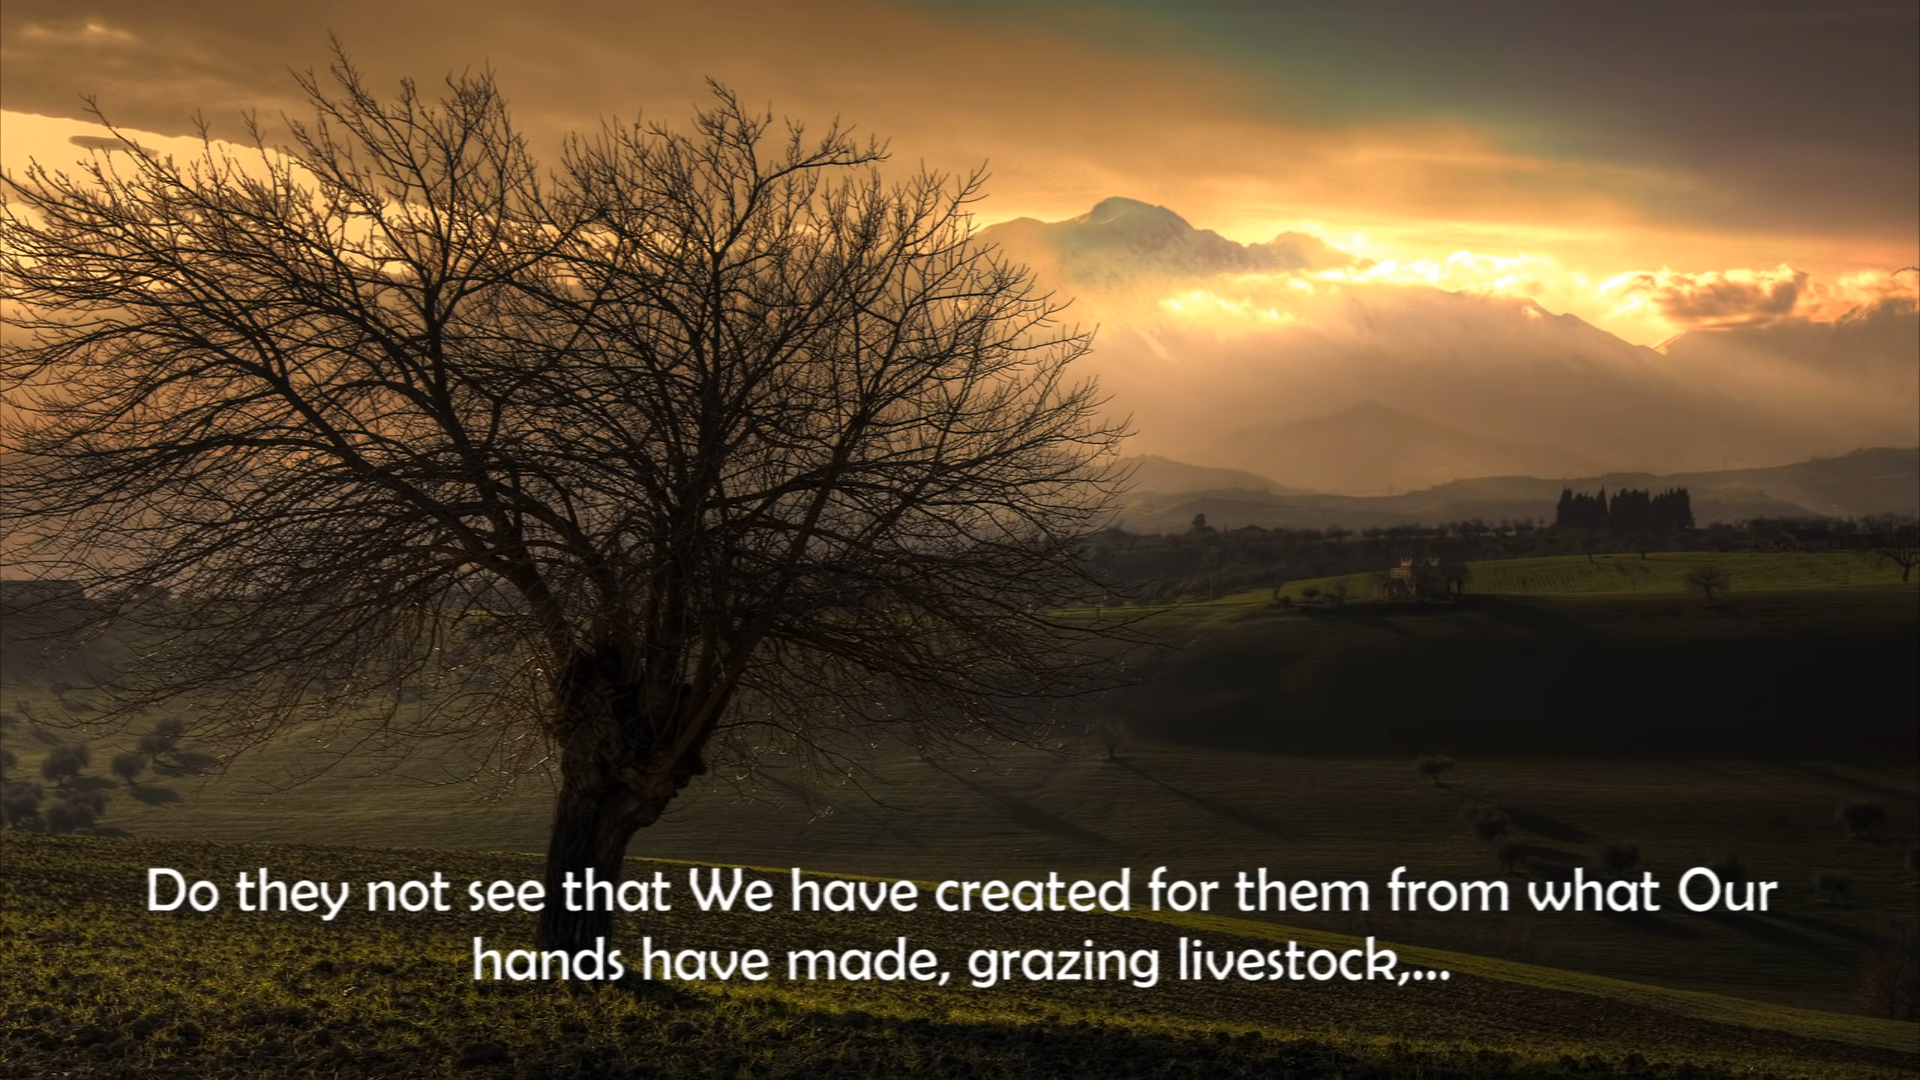 Do they not see that We have created for them from what Our
hands have made, grazing livestock,...